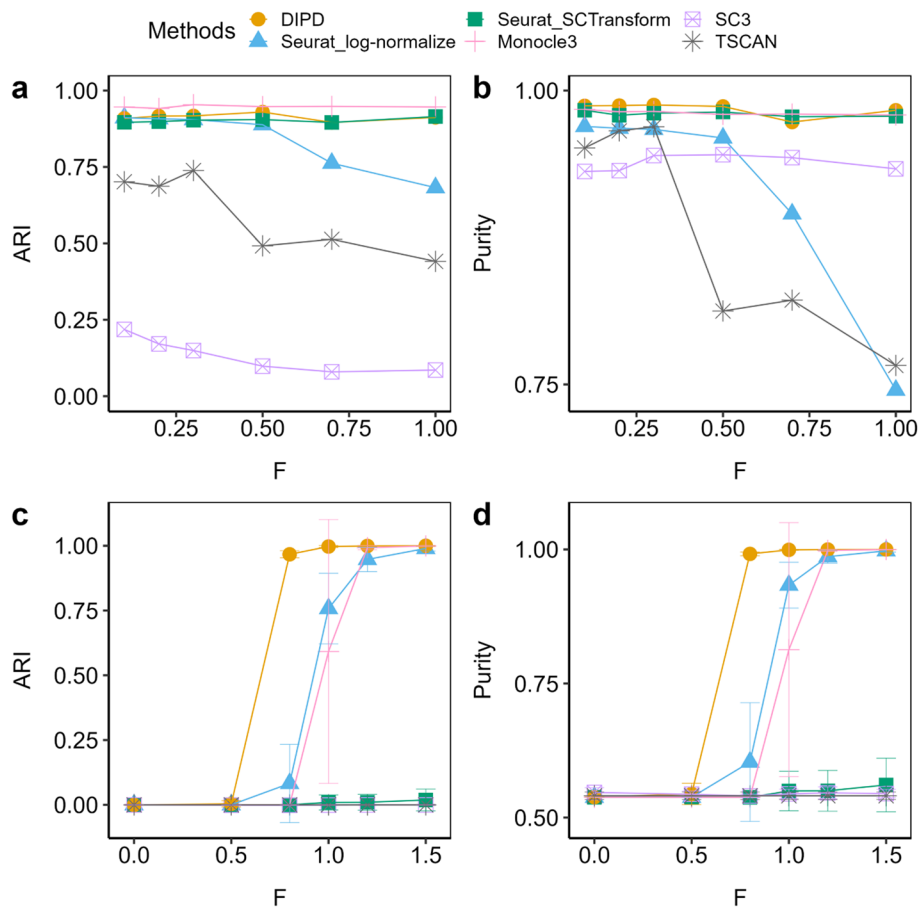 Methods
DIPD
Seurat_SCTransform
SC3
Seurat_log-normalize
Monocle3
TSCAN
a
ARI
1.00
0.75
0.50
0.25
0.00
0.25 0.50 0.75 1.00
F
b
Purity
1.00
0.75
0.25 0.50 0.75 1.00
F
c
ARI
1.00
0.75
0.50
0.25
0.00
0.0 0.5 1.0 1.5
F
d
Purity
1.00
0.75
0.50
0.0 0.5 1.0 1.5
F